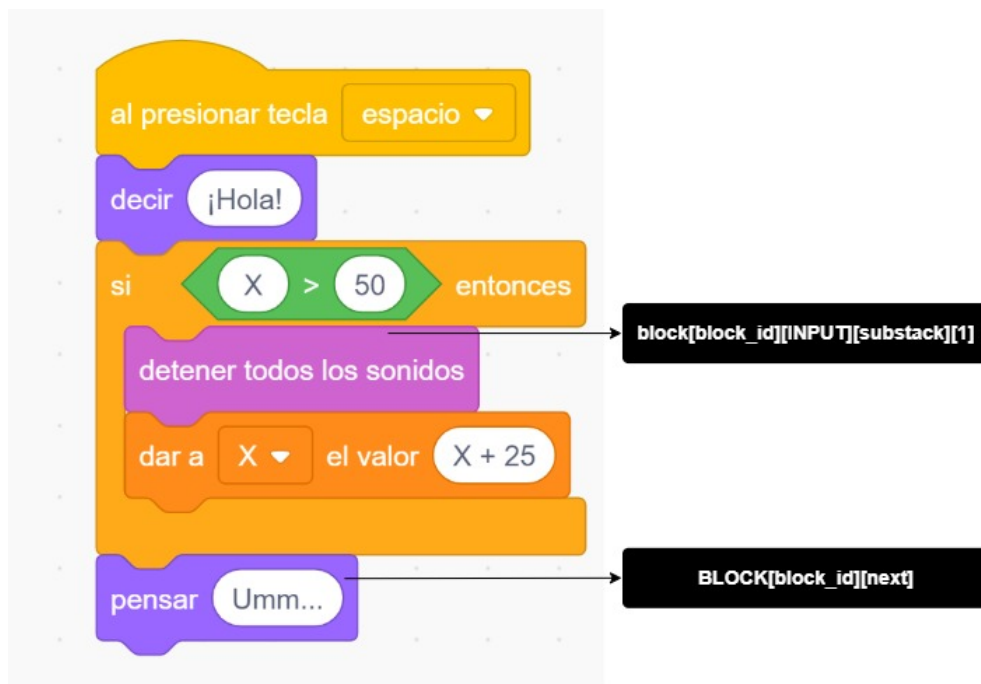 al presionar tecla espacio
decir ¡Hola!
si X > 50 entonces
block[block_id][INPUT][substack][1]
detener todos los sonidos
dar a X el valor X + 25
BLOCK[block_id][next]
pensar Umm...